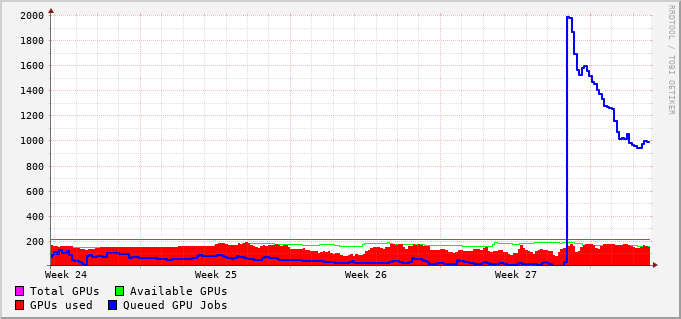 2000
1800
1600
1400
1200
1000
800
600
400
200
Week 24 Week 25 Week 26 Week 27
Total GPUs Available GPUs
GPUs used Queued GPU Jobs
RRDTOOL / TOBI OETIKER